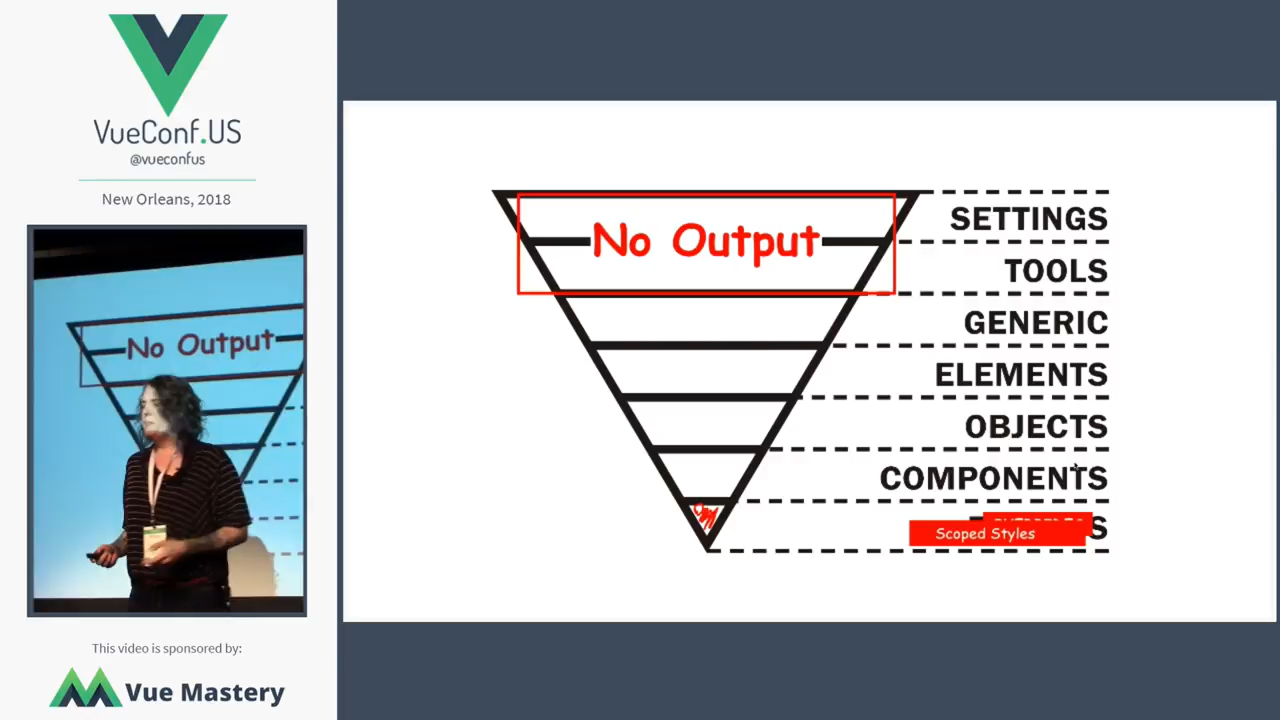 VueConf.US
@vueconfus
New Orleans, 2018
No Output
This video is sponsored by:
Vue Mastery
No Output
SETTINGS
TOOLS
GENERIC
ELEMENTS
OBJECTS
COMPONENTS
Scoped Styles